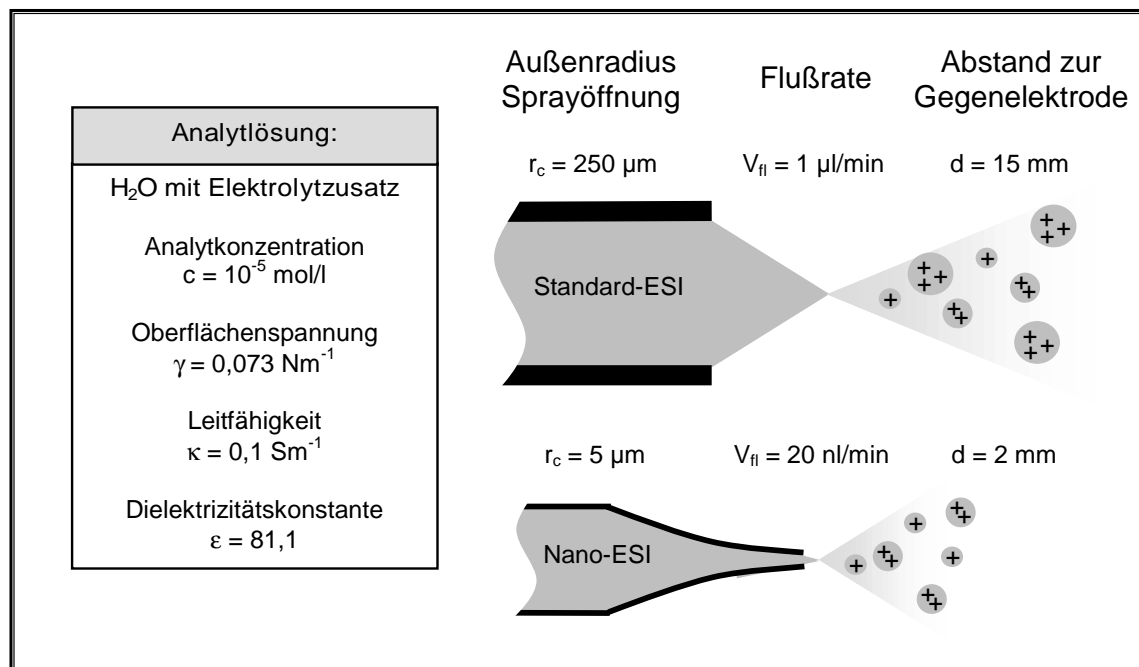 Analytlösung:
H₂O mit Elektrolytzusatz
Analytkonzentration
c = 10⁻⁵ mol/l
Oberflächenspannung
γ = 0,073 Nm⁻¹
Leitfähigkeit
κ = 0,1 Sm⁻¹
Dielektrizitätskonstante
ε = 81,1
Außenradius
Sprayöffnung
Flußrate
Abstand zur
Gegenelektrode
r_c = 250 µm
V_fl = 1 µl/min
d = 15 mm
Standard-ESI
r_c = 5 µm
V_fl = 20 nl/min
d = 2 mm
Nano-ESI